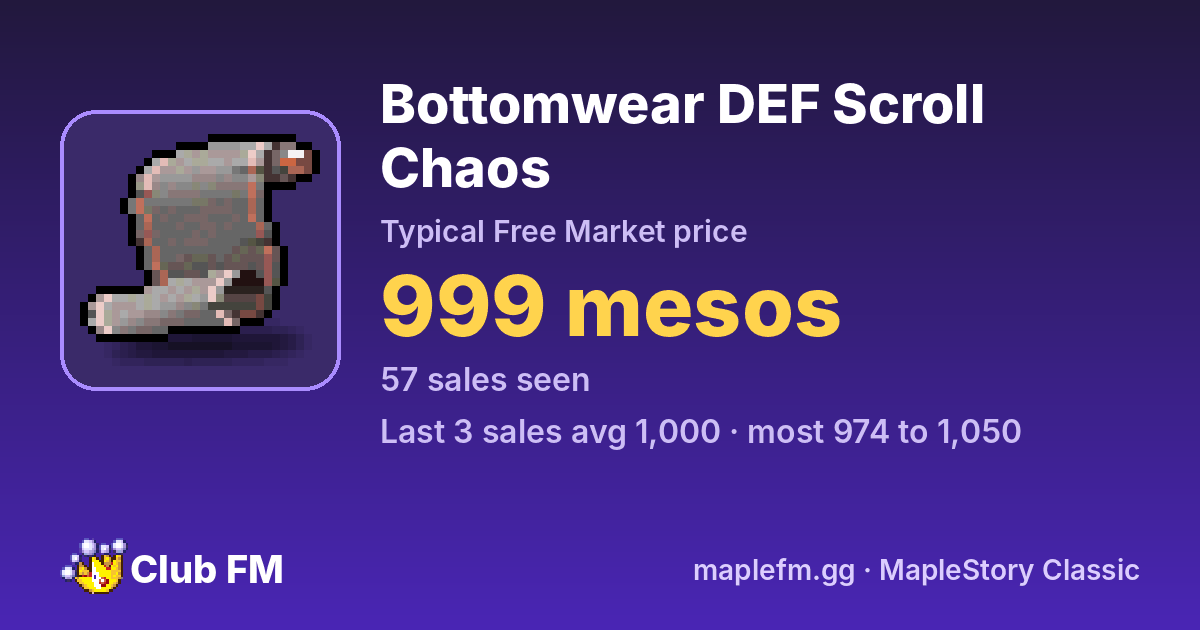 Bottomwear DEF Scroll
Chaos
Typical Free Market price
999 mesos
57 sales seen
Last 3 sales avg 1,000 · most 974 to 1,050
Club FM
maplefm.gg · MapleStory Classic